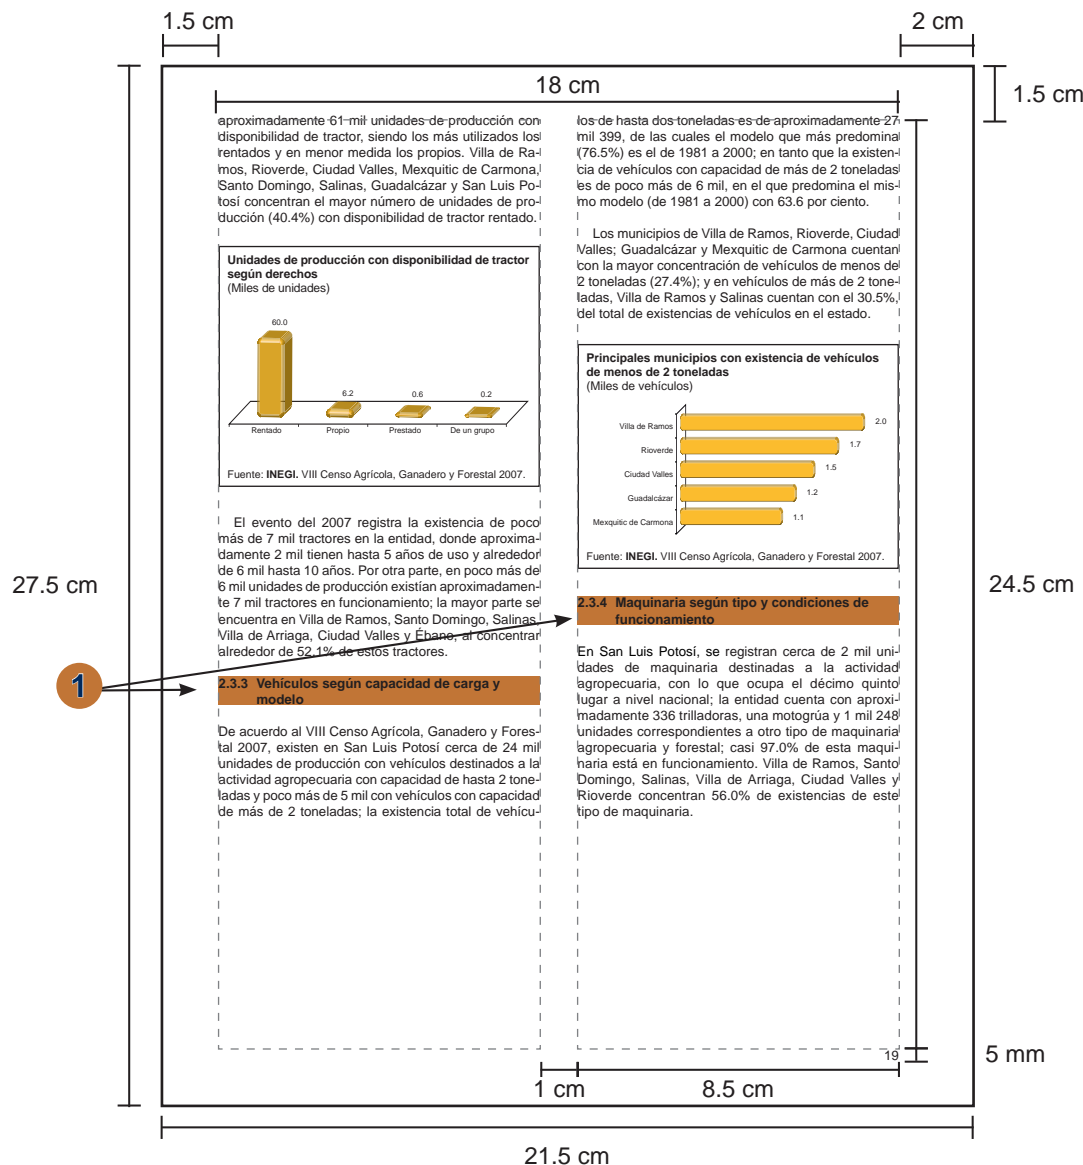 1.5 cm
2 cm
18 cm
1.5 cm
aproximadamente 61 mil unidades de producción con
disponibilidad de tractor, siendo los más utilizados los
rentados y en menor medida los propios. Villa de Ra-
mos, Rioverde, Ciudad Valles, Mexquitic de Carmona,
Santo Domingo, Salinas, Guadalcázar y San Luis Po-
tosí concentran el mayor número de unidades de pro-
ducción (40.4%) con disponibilidad de tractor rentado.
Unidades de producción con disponibilidad de tractor
según derechos
(Miles de unidades)
60.0
6.2
0.6
0.2
Rentado
Propio
Prestado
De un grupo
Fuente: INEGI. VIII Censo Agrícola, Ganadero y Forestal 2007.
El evento del 2007 registra la existencia de poco
más de 7 mil tractores en la entidad, donde aproxima-
damente 2 mil tienen hasta 5 años de uso y alrededor
de 6 mil hasta 10 años. Por otra parte, en poco más de
6 mil unidades de producción existían aproximadamen-
te 7 mil tractores en funcionamiento; la mayor parte se
encuentra en Villa de Ramos, Santo Domingo, Salinas,
Villa de Arriaga, Ciudad Valles y Ébano, al concentrar
alrededor de 52.1% de estos tractores.
2.3.3 Vehículos según capacidad de carga y
modelo
De acuerdo al VIII Censo Agrícola, Ganadero y Fores-
tal 2007, existen en San Luis Potosí cerca de 24 mil
unidades de producción con vehículos destinados a la
actividad agropecuaria con capacidad de hasta 2 tone-
ladas y poco más de 5 mil con vehículos con capacidad
de más de 2 toneladas; la existencia total de vehícu-
los de hasta dos toneladas es de aproximadamente 27
mil 399, de las cuales el modelo que más predomina
(76.5%) es el de 1981 a 2000; en tanto que la existen-
cia de vehículos con capacidad de más de 2 toneladas
es de poco más de 6 mil, en el que predomina el mis-
mo modelo (de 1981 a 2000) con 63.6 por ciento.
Los municipios de Villa de Ramos, Rioverde, Ciudad
Valles; Guadalcázar y Mexquitic de Carmona cuentan
con la mayor concentración de vehículos de menos de
2 toneladas (27.4%); y en vehículos de más de 2 tone-
ladas, Villa de Ramos y Salinas cuentan con el 30.5%,
del total de existencias de vehículos en el estado.
Principales municipios con existencia de vehículos
de menos de 2 toneladas
(Miles de vehículos)
Villa de Ramos 2.0
Rioverde 1.7
Ciudad Valles 1.5
Guadalcázar 1.2
Mexquitic de Carmona 1.1
Fuente: INEGI. VIII Censo Agrícola, Ganadero y Forestal 2007.
2.3.4 Maquinaria según tipo y condiciones de
funcionamiento
En San Luis Potosí, se registran cerca de 2 mil uni-
dades de maquinaria destinadas a la actividad
agropecuaria, con lo que ocupa el décimo quinto
lugar a nivel nacional; la entidad cuenta con aproxi-
madamente 336 trilladoras, una motogrúa y 1 mil 248
unidades correspondientes a otro tipo de maquinaria
agropecuaria y forestal; casi 97.0% de esta maqui-
naria está en funcionamiento. Villa de Ramos, Santo
Domingo, Salinas, Villa de Arriaga, Ciudad Valles y
Rioverde concentran 56.0% de existencias de este
tipo de maquinaria.
27.5 cm
24.5 cm
1
19
5 mm
1 cm
8.5 cm
21.5 cm